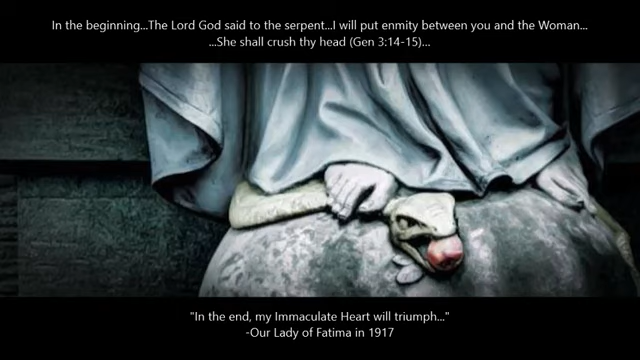 In the beginning...The Lord God said to the serpent...I will put enmity between you and the Woman...
...She shall crush thy head (Gen 3:14-15)...
"In the end, my Immaculate Heart will triumph..."
-Our Lady of Fatima in 1917